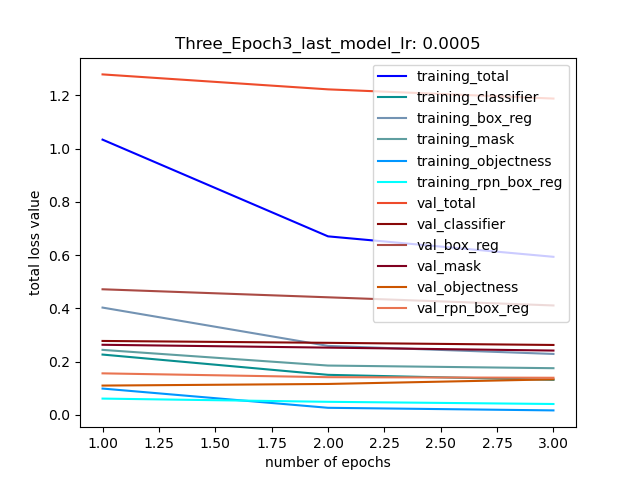 Three_Epoch3_last_model_lr: 0.0005
total loss value
1.2
1.0
0.8
0.6
0.4
0.2
0.0
training_total
training_classifier
training_box_reg
training_mask
training_objectness
training_rpn_box_reg
val_total
val_classifier
val_box_reg
val_mask
val_objectness
val_rpn_box_reg
1.00 1.25 1.50 1.75 2.00 2.25 2.50 2.75 3.00
number of epochs